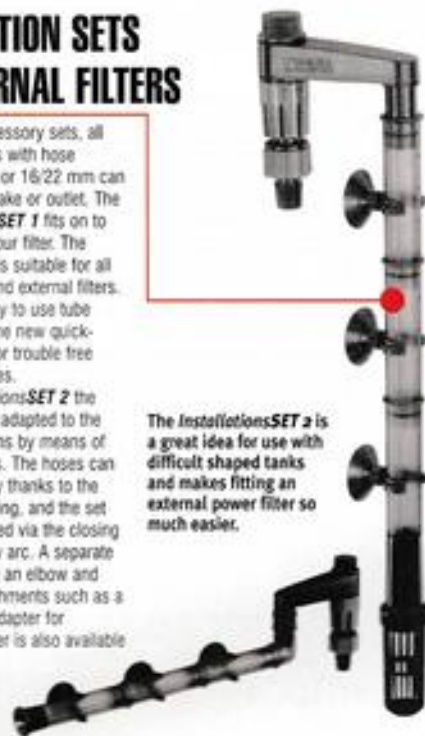 TION SETS
RNAL FILTERS
essory sets, all
s with hose
or 16/22 mm can
ake or outlet. The
SET 1 fits on to
our filter. The
s suitable for all
nd external filters.
y to use tube
ne new quick-
or trouble free
es.
ionsSET 2 the
adapted to the
ns by means of
s. The hoses can
y thanks to the
ing, and the set
ed via the closing
y arc. A separate
an elbow and
hments such as a
dapter for
er is also available
The InstallationsSET 2 is
a great idea for use with
difficult shaped tanks
and makes fitting an
external power filter so
much easier.